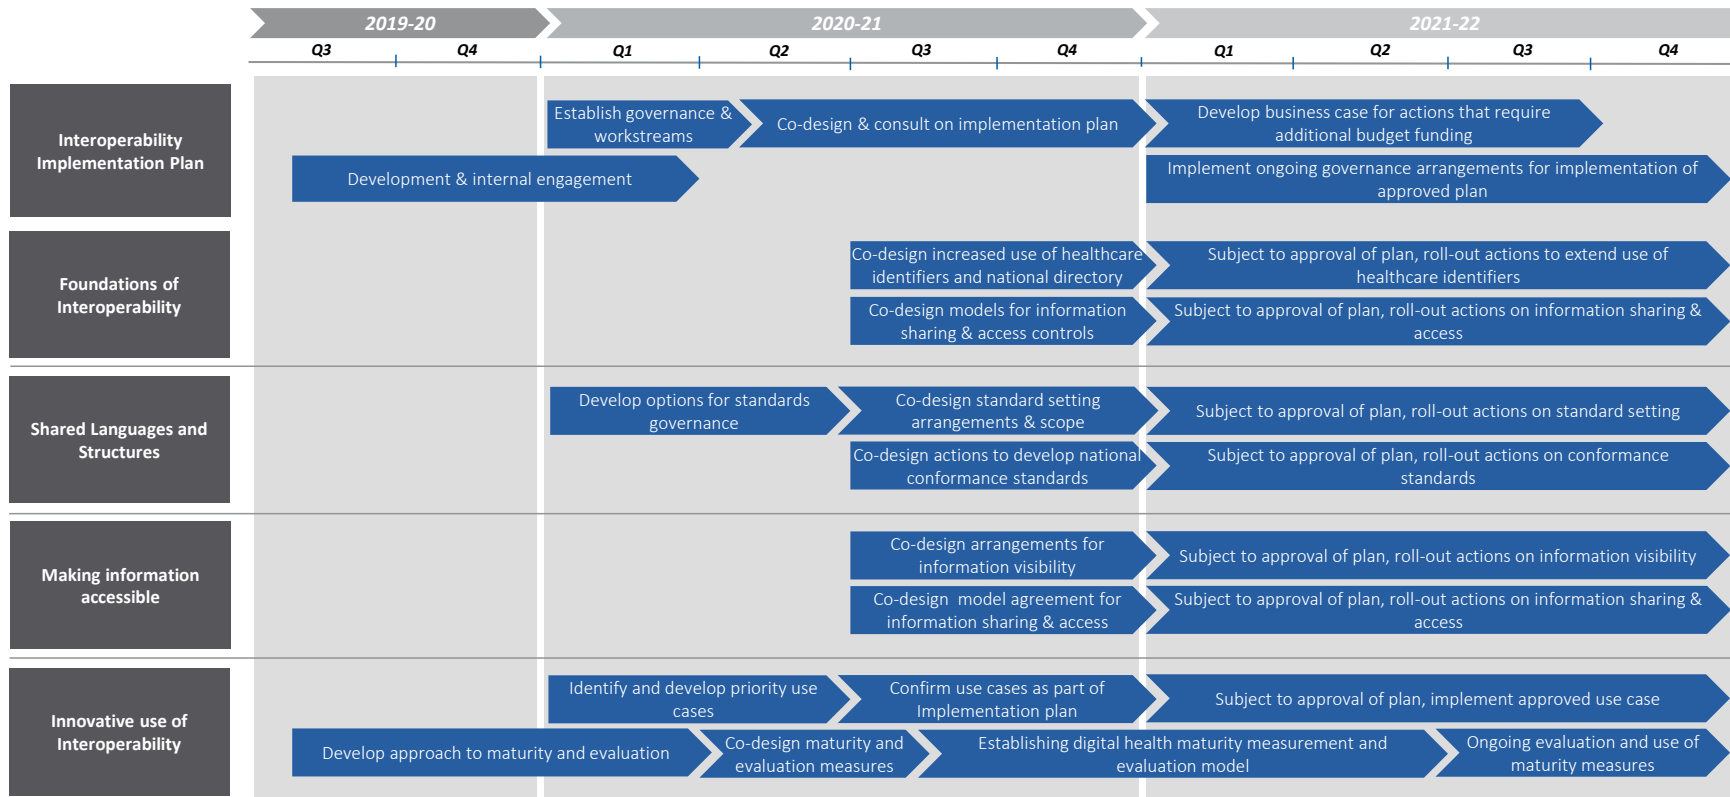 2019-20
2020-21
2021-22
Q3
Q4
Q1
Q2
Q3
Q4
Q1
Q2
Q3
Q4
Interoperability
Implementation Plan
Establish governance &
workstreams
Co-design & consult on implementation plan
Develop business case for actions that require
additional budget funding
Development & internal engagement
Implement ongoing governance arrangements for implementation of
approved plan
Foundations of
Interoperability
Co-design increased use of healthcare
identifiers and national directory
Subject to approval of plan, roll-out actions to extend use of
healthcare identifiers
Co-design models for information
sharing & access controls
Subject to approval of plan, roll-out actions on information sharing &
access
Shared Languages and
Structures
Develop options for standards
governance
Co-design standard setting
arrangements & scope
Subject to approval of plan, roll-out actions on standard setting
Co-design actions to develop national
conformance standards
Subject to approval of plan, roll-out actions on conformance
standards
Making information
accessible
Co-design arrangements for
information visibility
Subject to approval of plan, roll-out actions on information visibility
Co-design  model agreement for
information sharing & access
Subject to approval of plan, roll-out actions on information sharing &
access
Innovative use of
Interoperability
Identify and develop priority use
cases
Confirm use cases as part of
Implementation plan
Subject to approval of plan, implement approved use case
Develop approach to maturity and evaluation
Co-design maturity and
evaluation measures
Establishing digital health maturity measurement and
evaluation model
Ongoing evaluation and use of
maturity measures